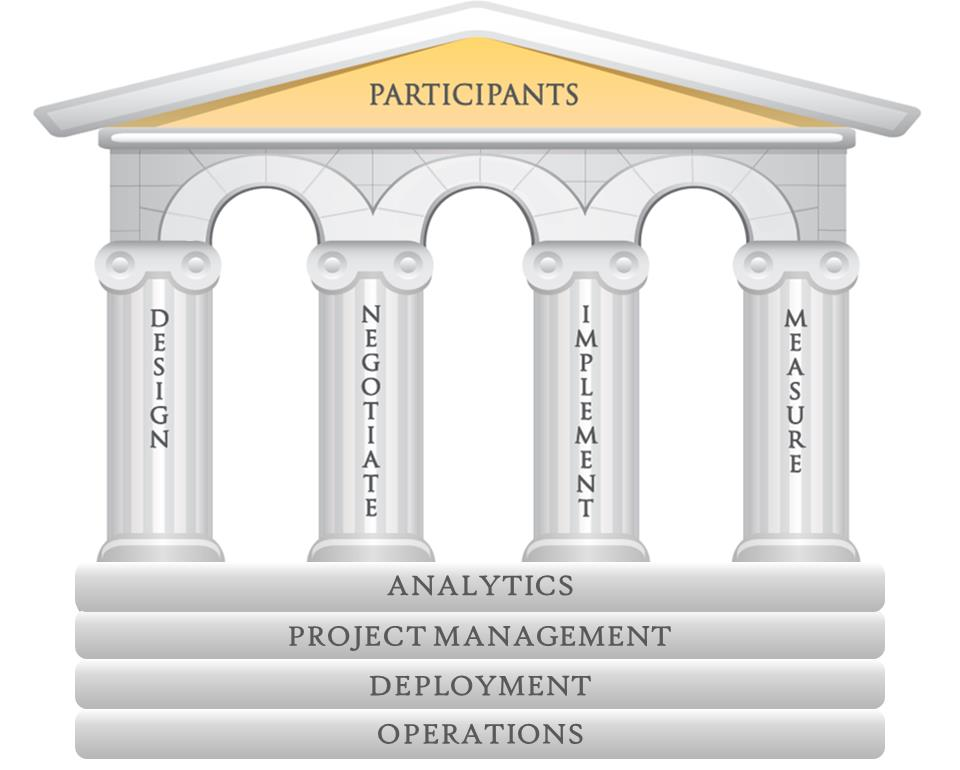 PARTICIPANTS
DESIGN
NEGOTIATE
IMPLEMENT
MEASURE
ANALYTICS
PROJECT MANAGEMENT
DEPLOYMENT
OPERATIONS